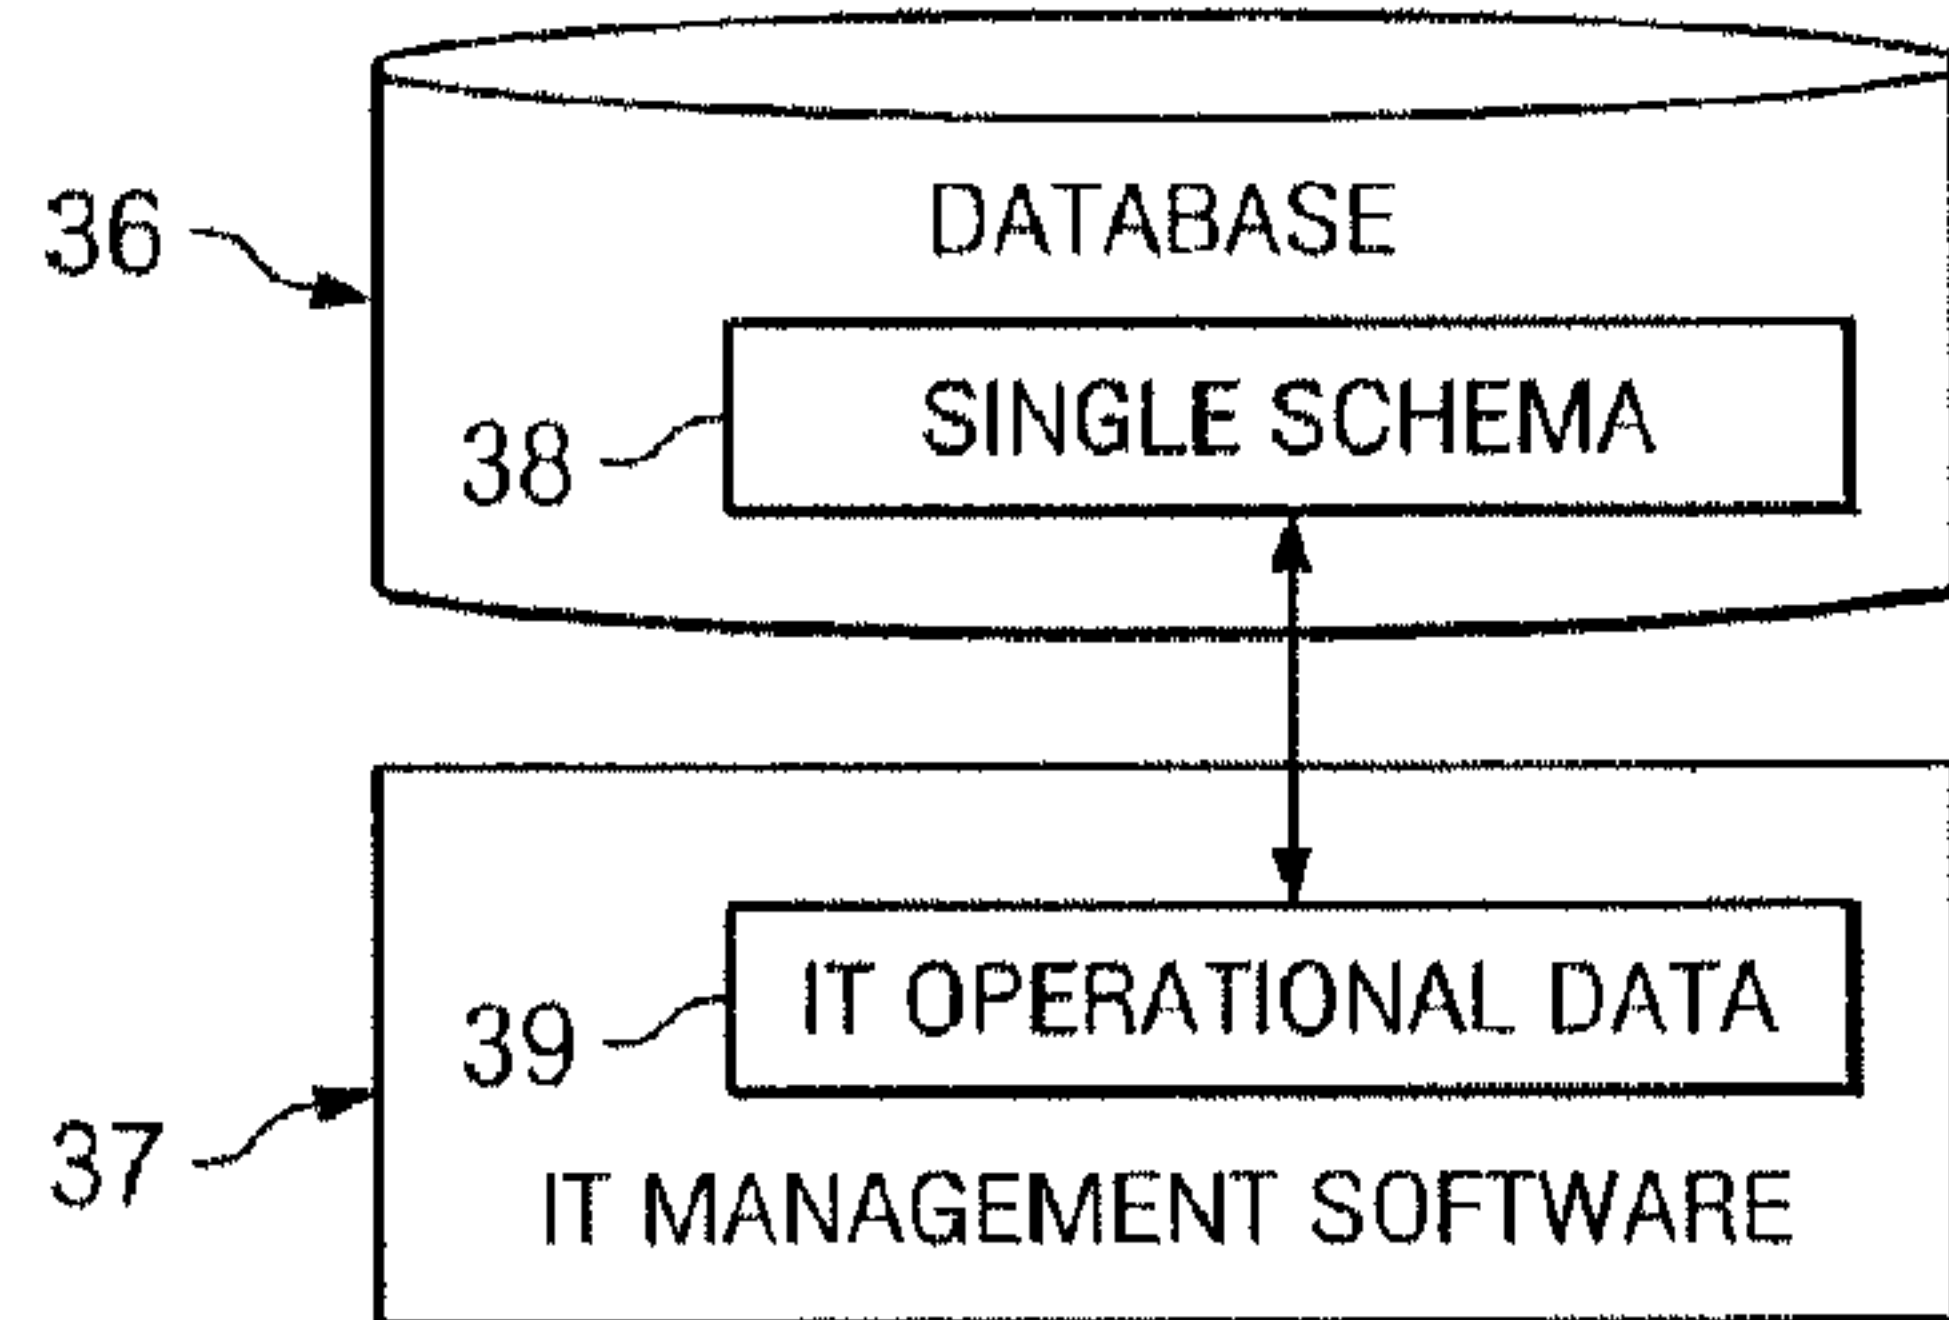 36
DATABASE
38
SINGLE SCHEMA
39
IT OPERATIONAL DATA
37
IT MANAGEMENT SOFTWARE